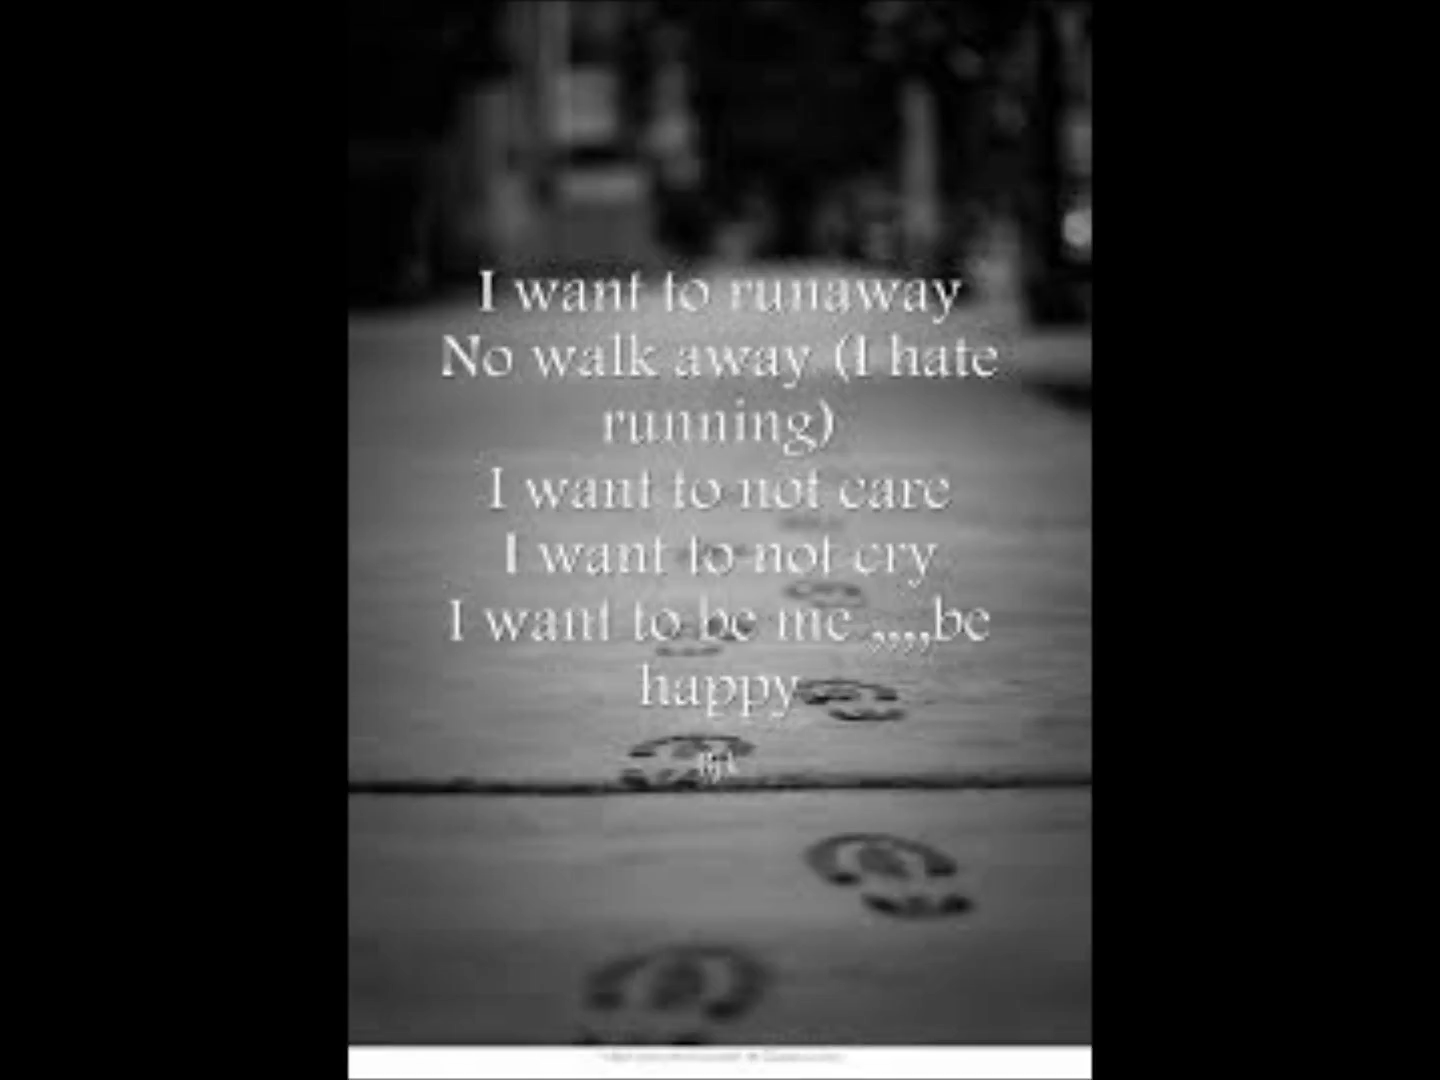 I want to runaway
No walk away (I hate
running)
I want to not care
I want to not cry
I want to be me ,,,,be
happy